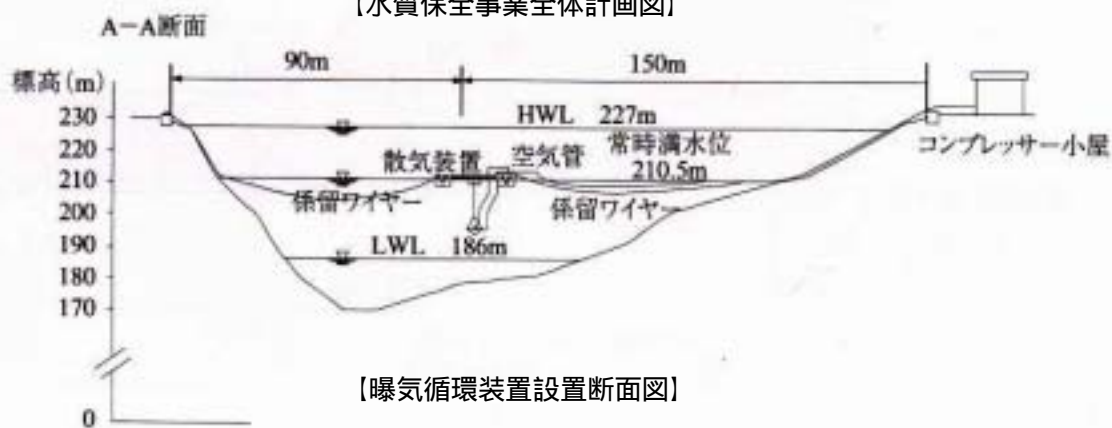 【水質保全事業全体計画図】
A－A断面
90m
150m
標高(m)
230
220
210
200
190
180
170
0
HWL 227m
常時満水位
210.5m
散気装置
空気管
コンプレッサー小屋
係留ワイヤー
係留ワイヤー
LWL 186m
【曝気循環装置設置断面図】